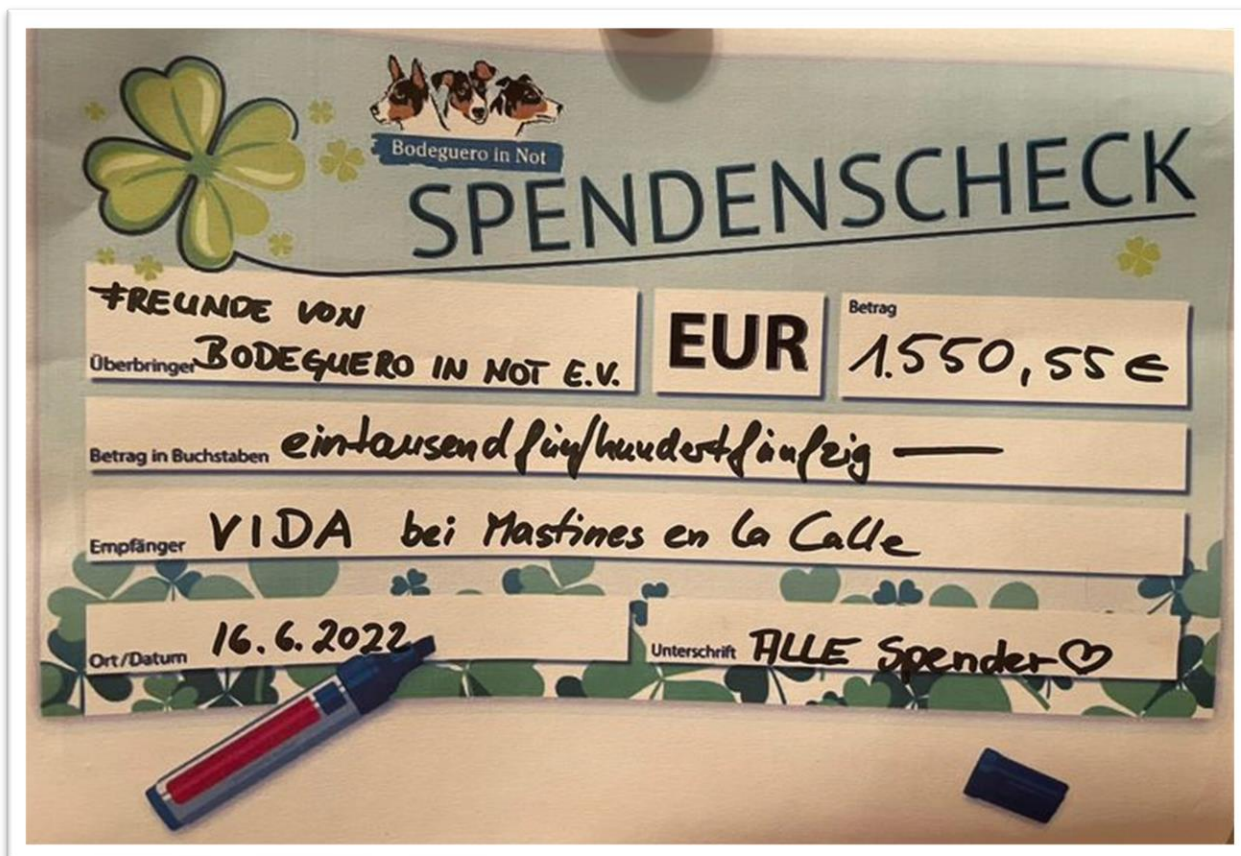 Bodeguero in Not
SPENDENSCHECK
FREUNDE VON
Überbringer BODEGUERO IN NOT E.V.
EUR
Betrag
1.550,55 €
Betrag in Buchstaben eintausendfünfhundertfünfzig —
Empfänger VIDA bei Mastines en la Calle
Ort/Datum 16.6.2022
Unterschrift ALLE Spender ♡